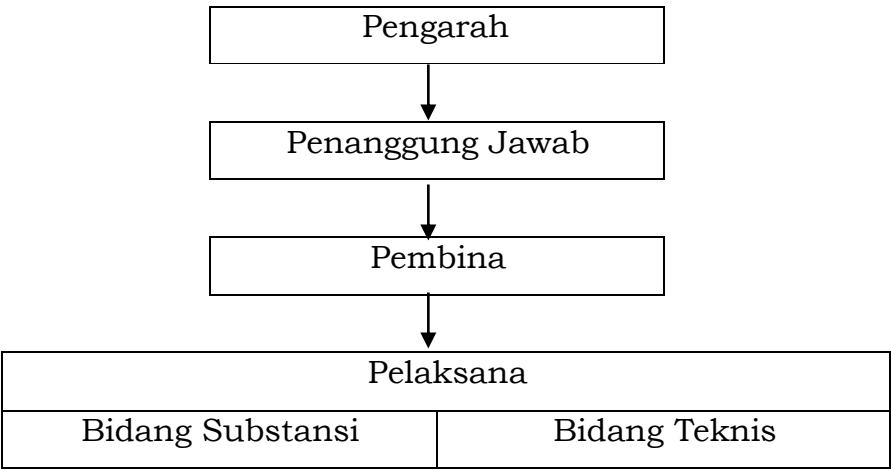 Pengarah
Penanggung Jawab
Pembina
Pelaksana
Bidang Substansi
Bidang Teknis